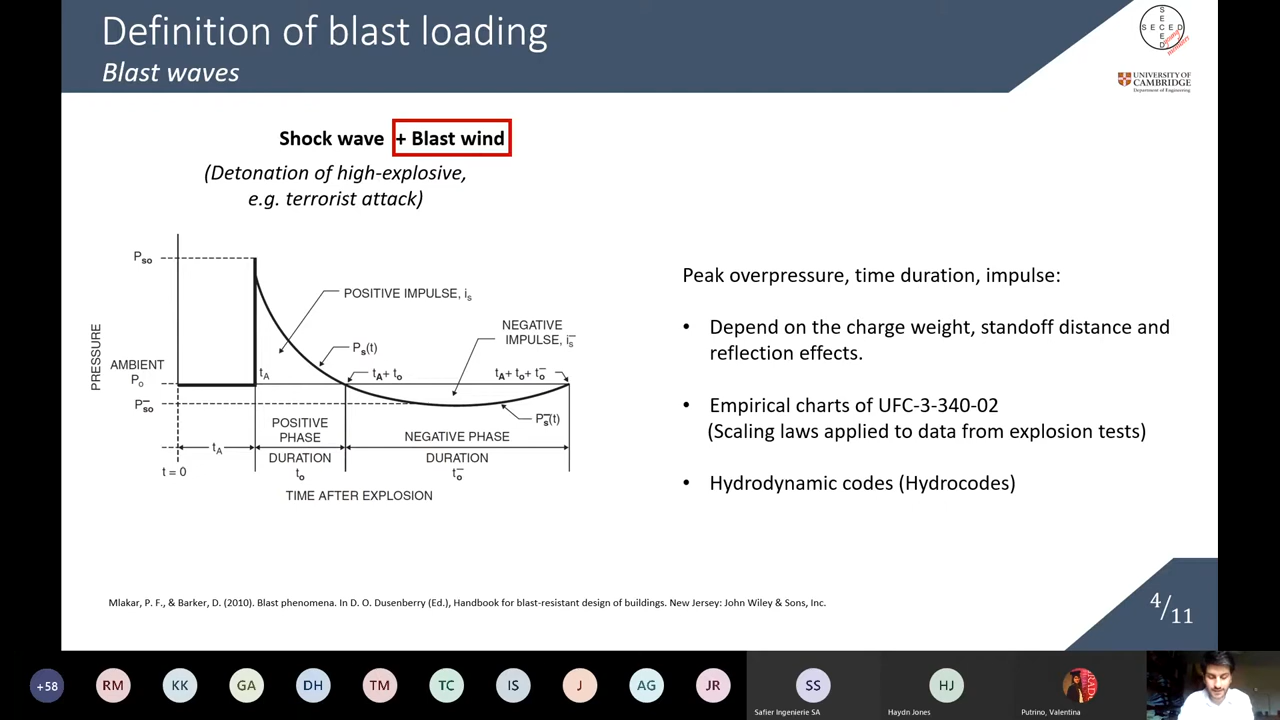 Definition of blast loading
Blast waves
SECED
SECED
UNIVERSITY OF
CAMBRIDGE
Department of Engineering
Shock wave + Blast wind
(Detonation of high-explosive,
e.g. terrorist attack)
Pso
POSITIVE IMPULSE, is
NEGATIVE
IMPULSE, is⁻
Ps(t)
PRESSURE
AMBIENT
Po
tA
tA+ to
tA+ to+ to⁻
Pso⁻
Ps⁻(t)
POSITIVE
PHASE
NEGATIVE PHASE
tA
DURATION
DURATION
t = 0
to
to⁻
TIME AFTER EXPLOSION
Peak overpressure, time duration, impulse:
• Depend on the charge weight, standoff distance and
reflection effects.
• Empirical charts of UFC-3-340-02
(Scaling laws applied to data from explosion tests)
• Hydrodynamic codes (Hydrocodes)
Mlakar, P. F., & Barker, D. (2010). Blast phenomena. In D. O. Dusenberry (Ed.), Handbook for blast-resistant design of buildings. New Jersey: John Wiley & Sons, Inc.
4/11
+58
RM
KK
GA
DH
TM
TC
IS
J
AG
JR
SS
HJ
Safier Ingenierie SA
Haydn Jones
Putrino, Valentina